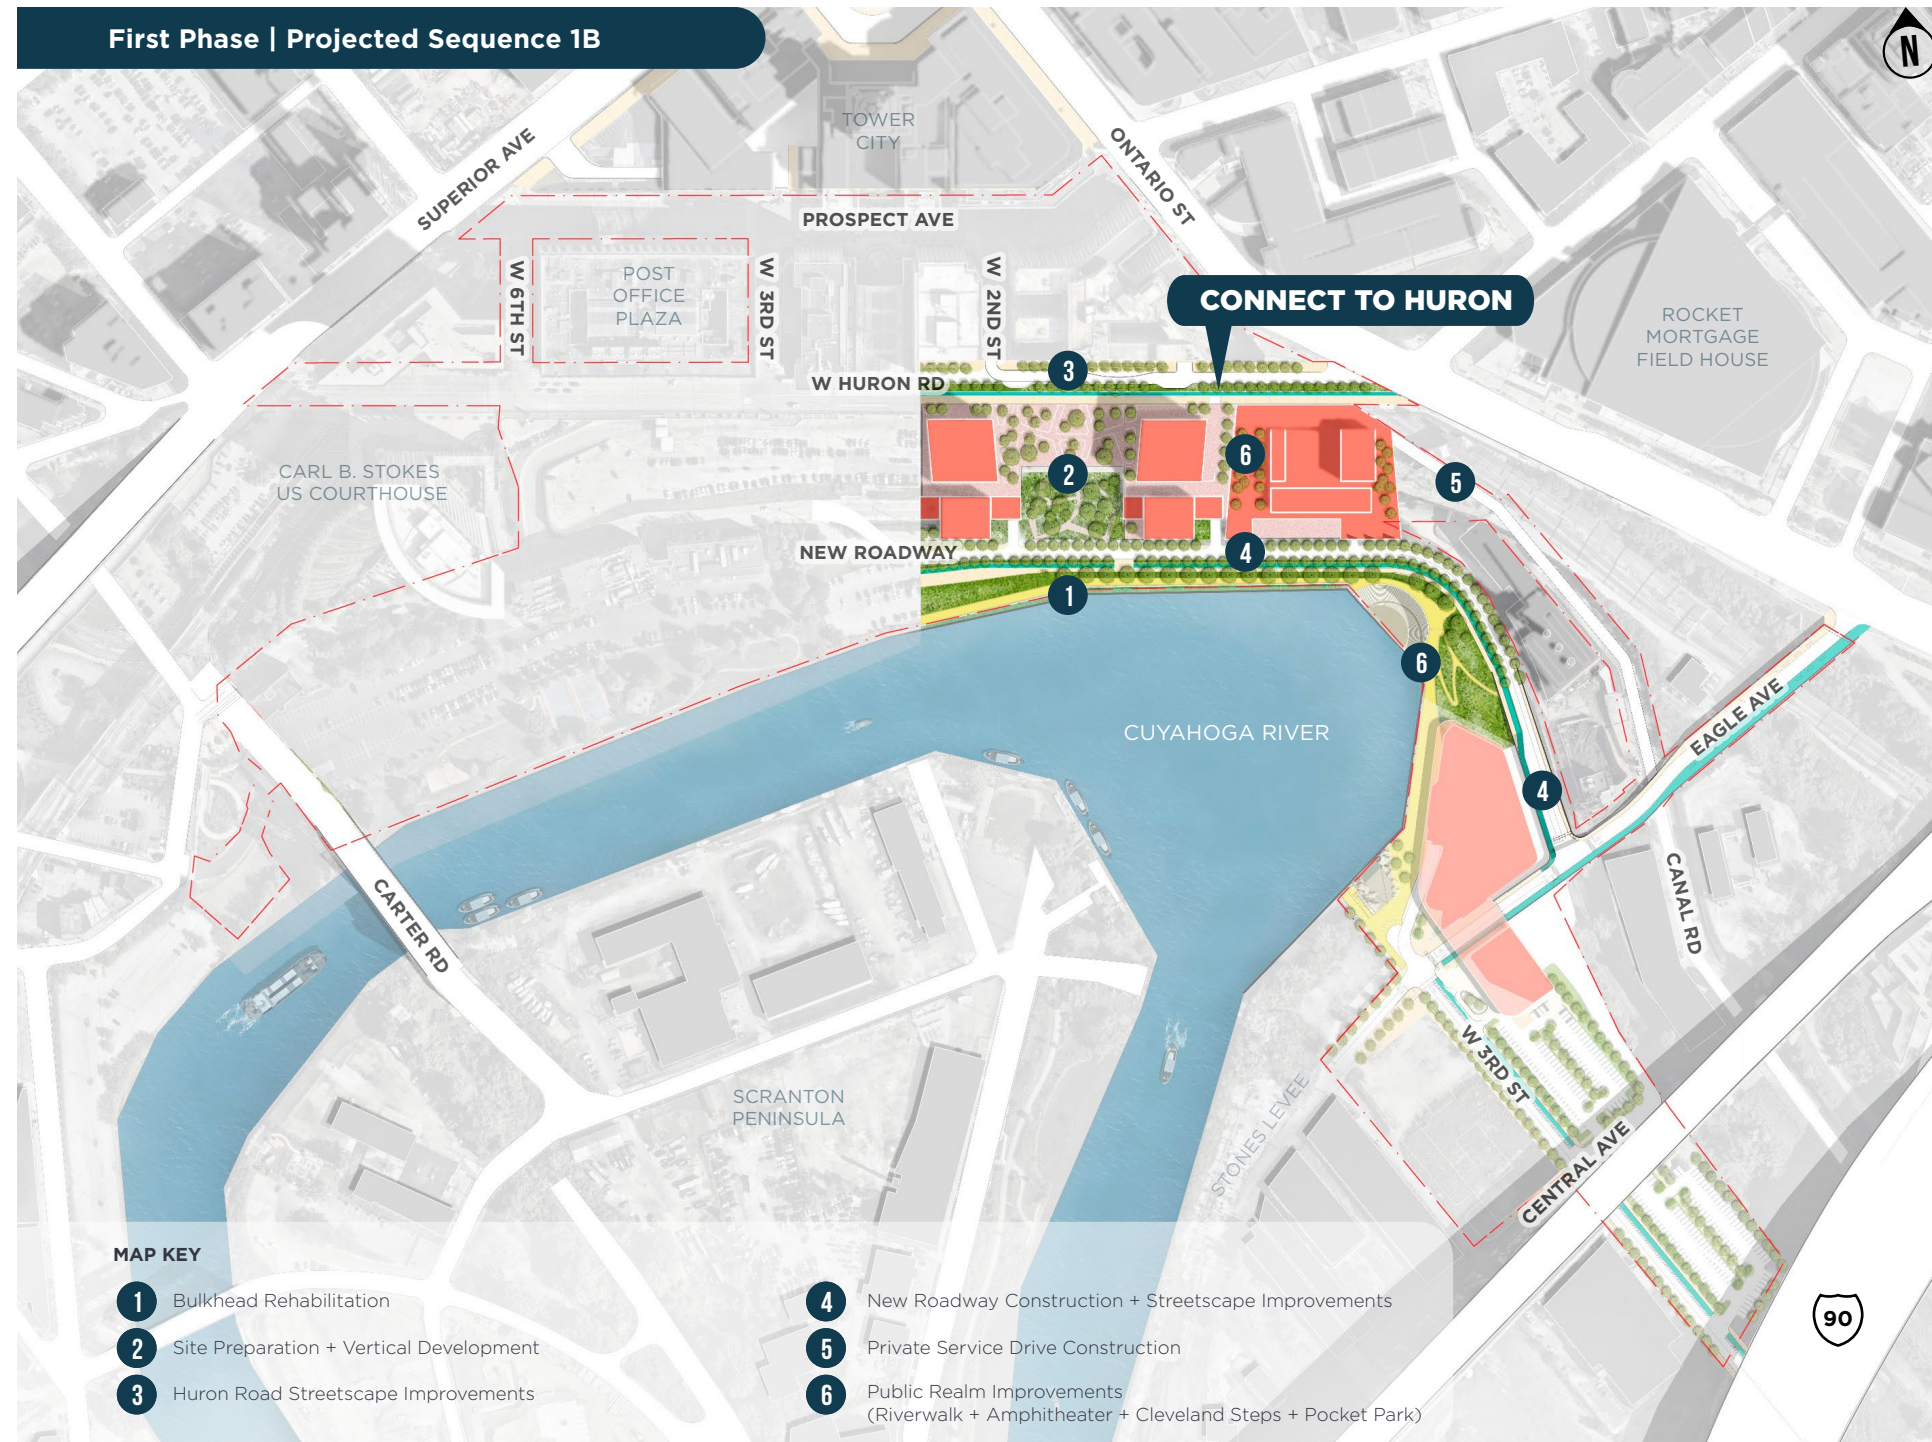 First Phase | Projected Sequence 1B
N
TOWER
CITY
SUPERIOR AVE
ONTARIO ST
PROSPECT AVE
W 6TH ST
POST
OFFICE
PLAZA
W 3RD ST
W 2ND ST
CONNECT TO HURON
ROCKET
MORTGAGE
FIELD HOUSE
3
W HURON RD
CARL B. STOKES
US COURTHOUSE
2
6
5
NEW ROADWAY
4
1
6
CUYAHOGA RIVER
EAGLE AVE
4
CARTER RD
CANAL RD
W 3RD ST
SCRANTON
PENINSULA
STONES LEVEE
CENTRAL AVE
90
MAP KEY
1 Bulkhead Rehabilitation
2 Site Preparation + Vertical Development
3 Huron Road Streetscape Improvements
4 New Roadway Construction + Streetscape Improvements
5 Private Service Drive Construction
6 Public Realm Improvements
(Riverwalk + Amphitheater + Cleveland Steps + Pocket Park)